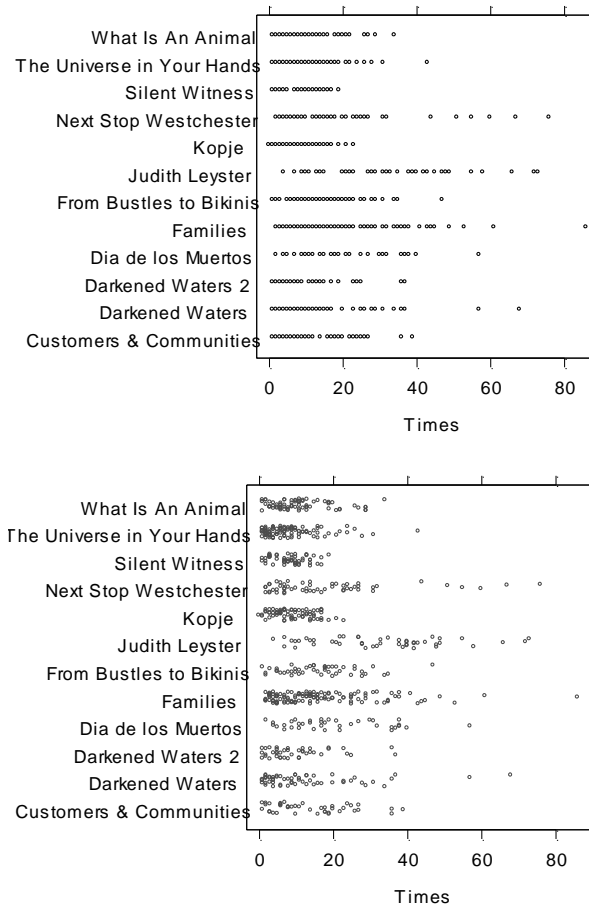 What Is An Animal
The Universe in Your Hands
Silent Witness
Next Stop Westchester
Kopje
Judith Leyster
From Bustles to Bikinis
Families
Dia de los Muertos
Darkened Waters 2
Darkened Waters
Customers & Communities
0 20 40 60 80
Times
What Is An Animal
The Universe in Your Hands
Silent Witness
Next Stop Westchester
Kopje
Judith Leyster
From Bustles to Bikinis
Families
Dia de los Muertos
Darkened Waters 2
Darkened Waters
Customers & Communities
0 20 40 60 80
Times